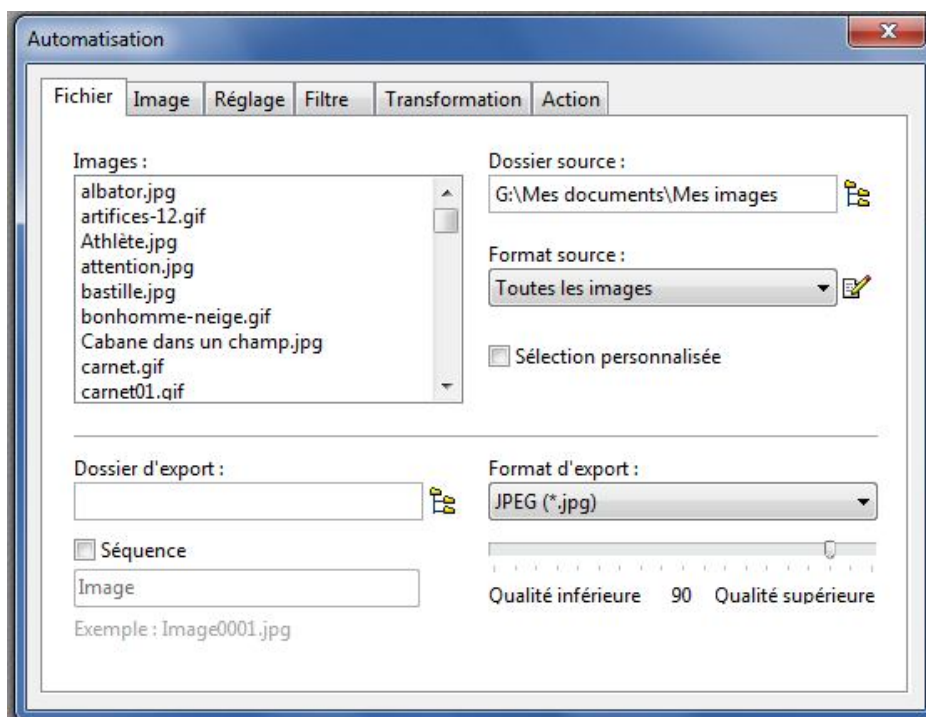 Automatisation
Fichier Image Réglage Filtre Transformation Action
Images :
albator.jpg
artifices-12.gif
Athlète.jpg
attention.jpg
bastille.jpg
bonhomme-neige.gif
Cabane dans un champ.jpg
carnet.gif
carnet01.gif
Dossier source :
G:\Mes documents\Mes images
Format source :
Toutes les images
Sélection personnalisée
Dossier d'export :
Séquence
Image
Exemple : Image0001.jpg
Format d'export :
JPEG (*.jpg)
Qualité inférieure 90 Qualité supérieure